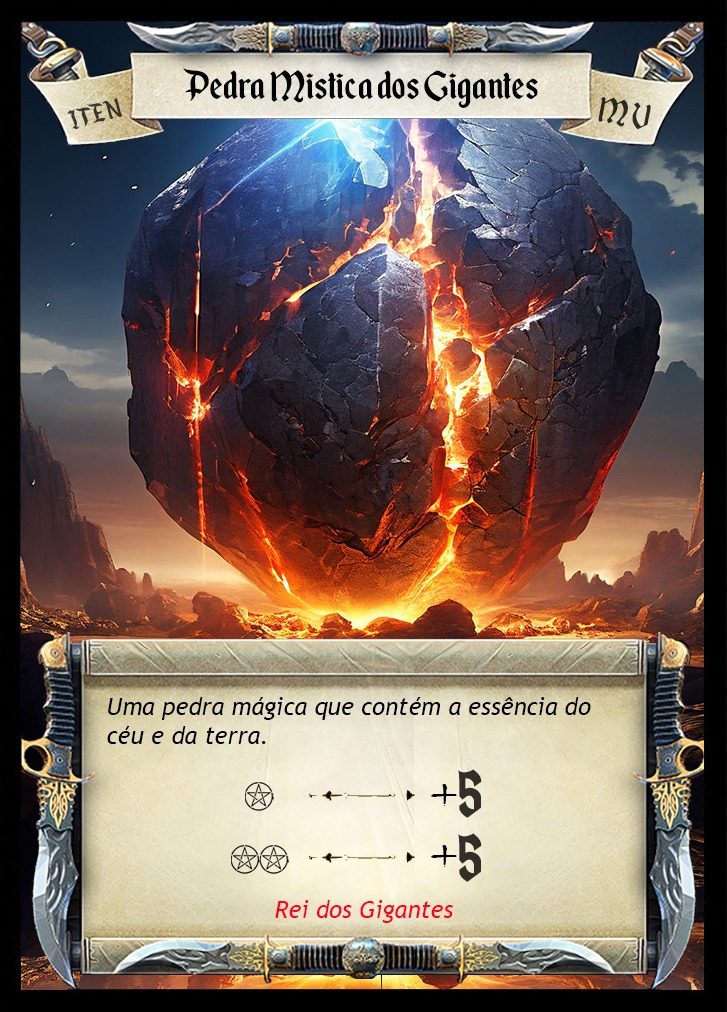 Pedra Mistica dos Gigantes
ITEN
MU
Uma pedra mágica que contém a essência do
céu e da terra.
+5
+5
Rei dos Gigantes